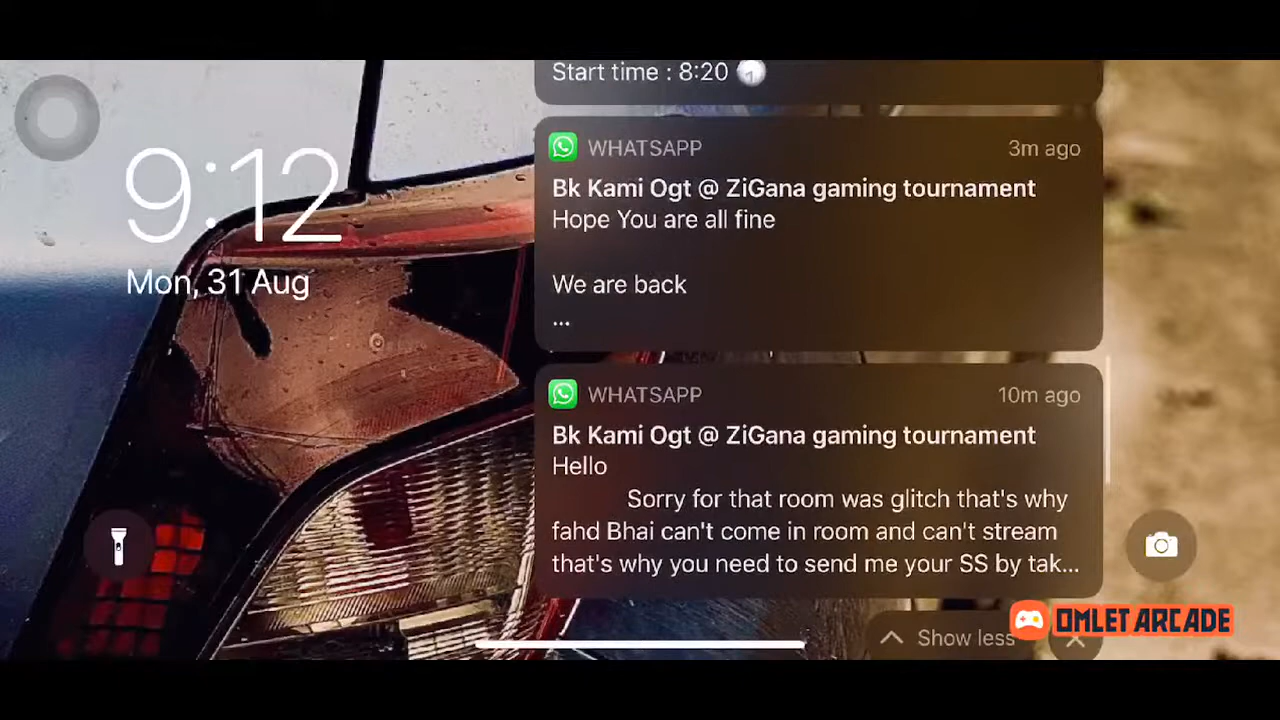 Start time : 8:20
9:12
Mon, 31 Aug
WHATSAPP
3m ago
Bk Kami Ogt @ ZiGana gaming tournament
Hope You are all fine
We are back
...
WHATSAPP
10m ago
Bk Kami Ogt @ ZiGana gaming tournament
Hello
Sorry for that room was glitch that's why
fahd Bhai can't come in room and can't stream
that's why you need to send me your SS by tak...
Show less
OMLET ARCADE